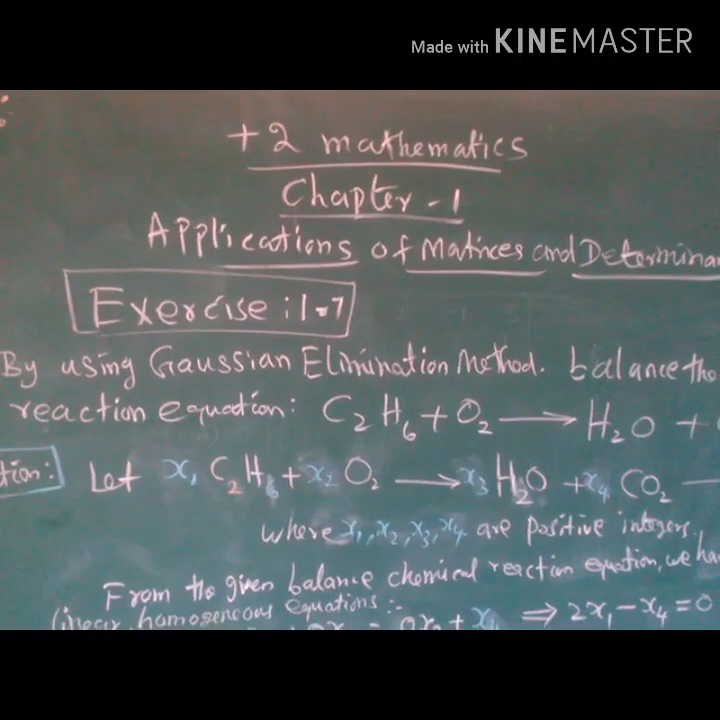 Made with KINEMASTER
+2 mathematics
Chapter - 1
Applications of Matrices and Determinan
Exercise : 1.7
By using Gaussian Elimination Method. balance the
reaction equation: C₂H₆ + O₂ → H₂O +
tion: Let x₁ C₂H₆ + x₂ O₂ → x₃ H₂O + x₄ CO₂ —
where x₁, x₂, x₃, x₄ are positive integers.
From the given balance chemical reaction equation, we ha
linear homogeneous equations :-
+ x₄ ⇒ 2x₁ - x₄ = 0